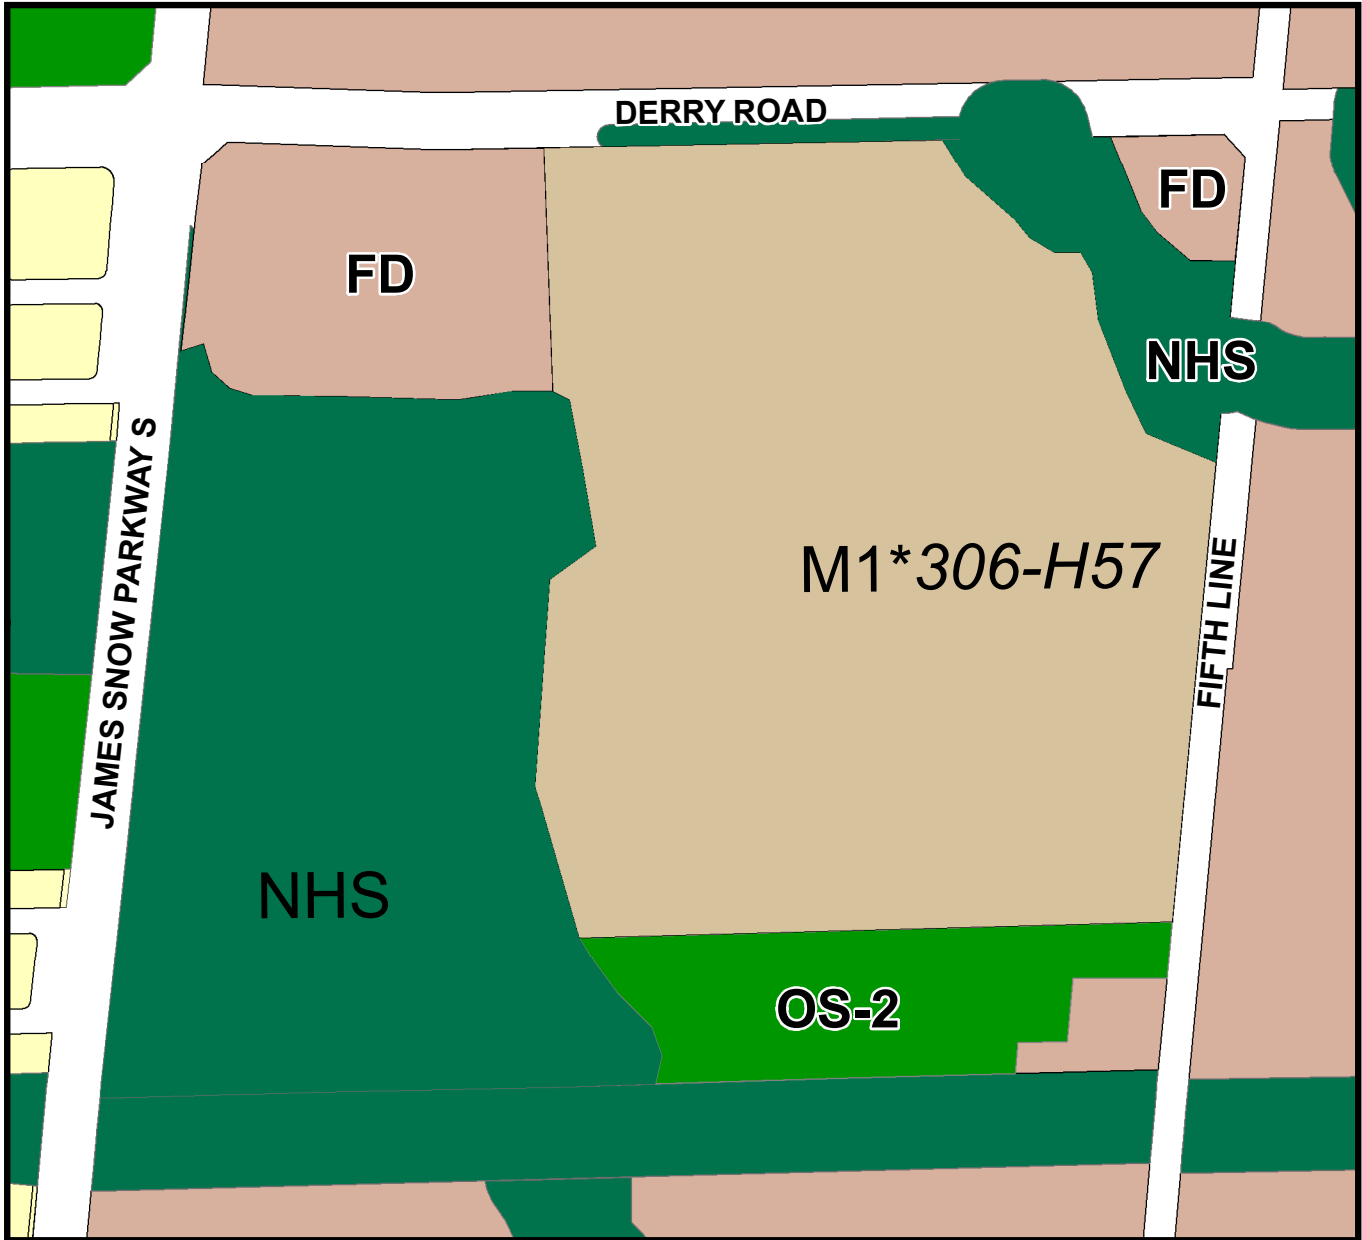 DERRY ROAD
FD
FD
NHS
JAMES SNOW PARKWAY S
M1*306-H57
FIFTH LINE
NHS
OS-2